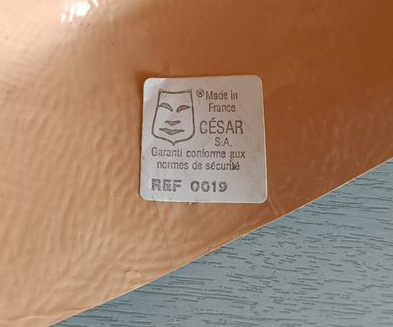 ® Made in
France
CÉSAR
S.A.
Garanti conforme aux
normes de sécurité
REF 0019